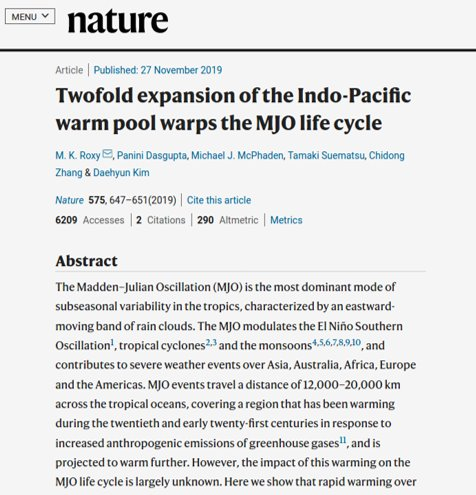 MENU nature
Article | Published: 27 November 2019
Twofold expansion of the Indo-Pacific
warm pool warps the MJO life cycle
M. K. Roxy, Panini Dasgupta, Michael J. McPhaden, Tamaki Suematsu, Chidong
Zhang & Daehyun Kim
Nature 575, 647–651(2019) | Cite this article
6209 Accesses | 2 Citations | 290 Altmetric | Metrics
Abstract
The Madden–Julian Oscillation (MJO) is the most dominant mode of
subseasonal variability in the tropics, characterized by an eastward-
moving band of rain clouds. The MJO modulates the El Niño Southern
Oscillation1, tropical cyclones2,3 and the monsoons4,5,6,7,8,9,10, and
contributes to severe weather events over Asia, Australia, Africa, Europe
and the Americas. MJO events travel a distance of 12,000–20,000 km
across the tropical oceans, covering a region that has been warming
during the twentieth and early twenty-first centuries in response to
increased anthropogenic emissions of greenhouse gases11, and is
projected to warm further. However, the impact of this warming on the
MJO life cycle is largely unknown. Here we show that rapid warming over